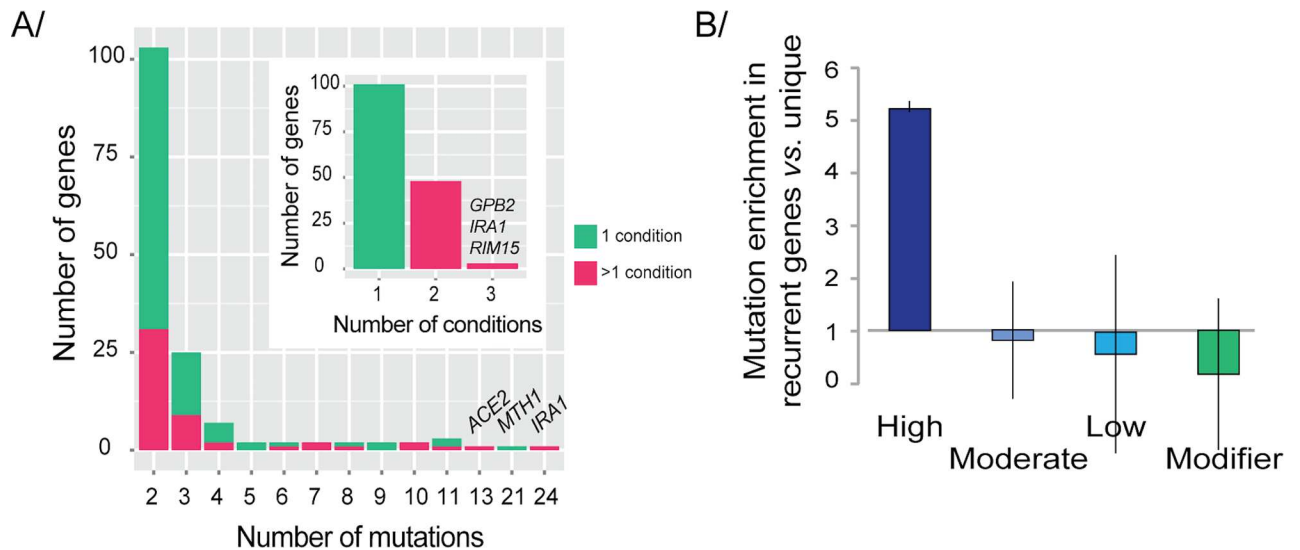 A/
Number of genes
100
75
50
25
0
2 3 4 5 6 7 8 9 10 11 13 21 24
Number of mutations
ACE2
MTH1
IRA1
Number of genes
100
75
50
25
0
1 2 3
Number of conditions
GPB2
IRA1
RIM15
1 condition
>1 condition
B/
Mutation enrichment in
recurrent genes vs. unique
6
5
4
3
2
1
0
High
Moderate
Low
Modifier